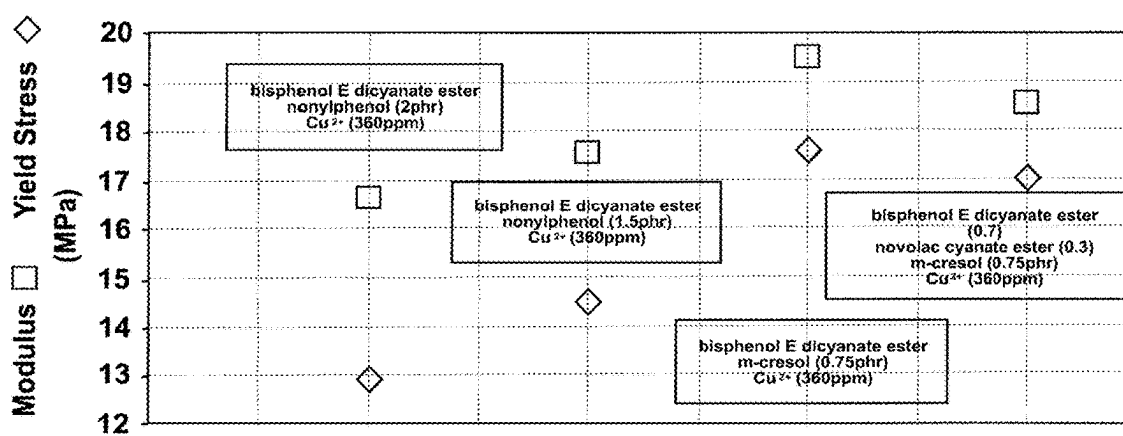 Modulus □ Yield Stress ◇
(MPa)
20
19
18
17
16
15
14
13
12
bisphenol E dicyanate ester
nonylphenol (2phr)
Cu²⁺ (360ppm)
bisphenol E dicyanate ester
nonylphenol (1.5phr)
Cu²⁺ (360ppm)
bisphenol E dicyanate ester
m-cresol (0.75phr)
Cu²⁺ (360ppm)
bisphenol E dicyanate ester
(0.7)
novolac cyanate ester (0.3)
m-cresol (0.75phr)
Cu²⁺ (360ppm)